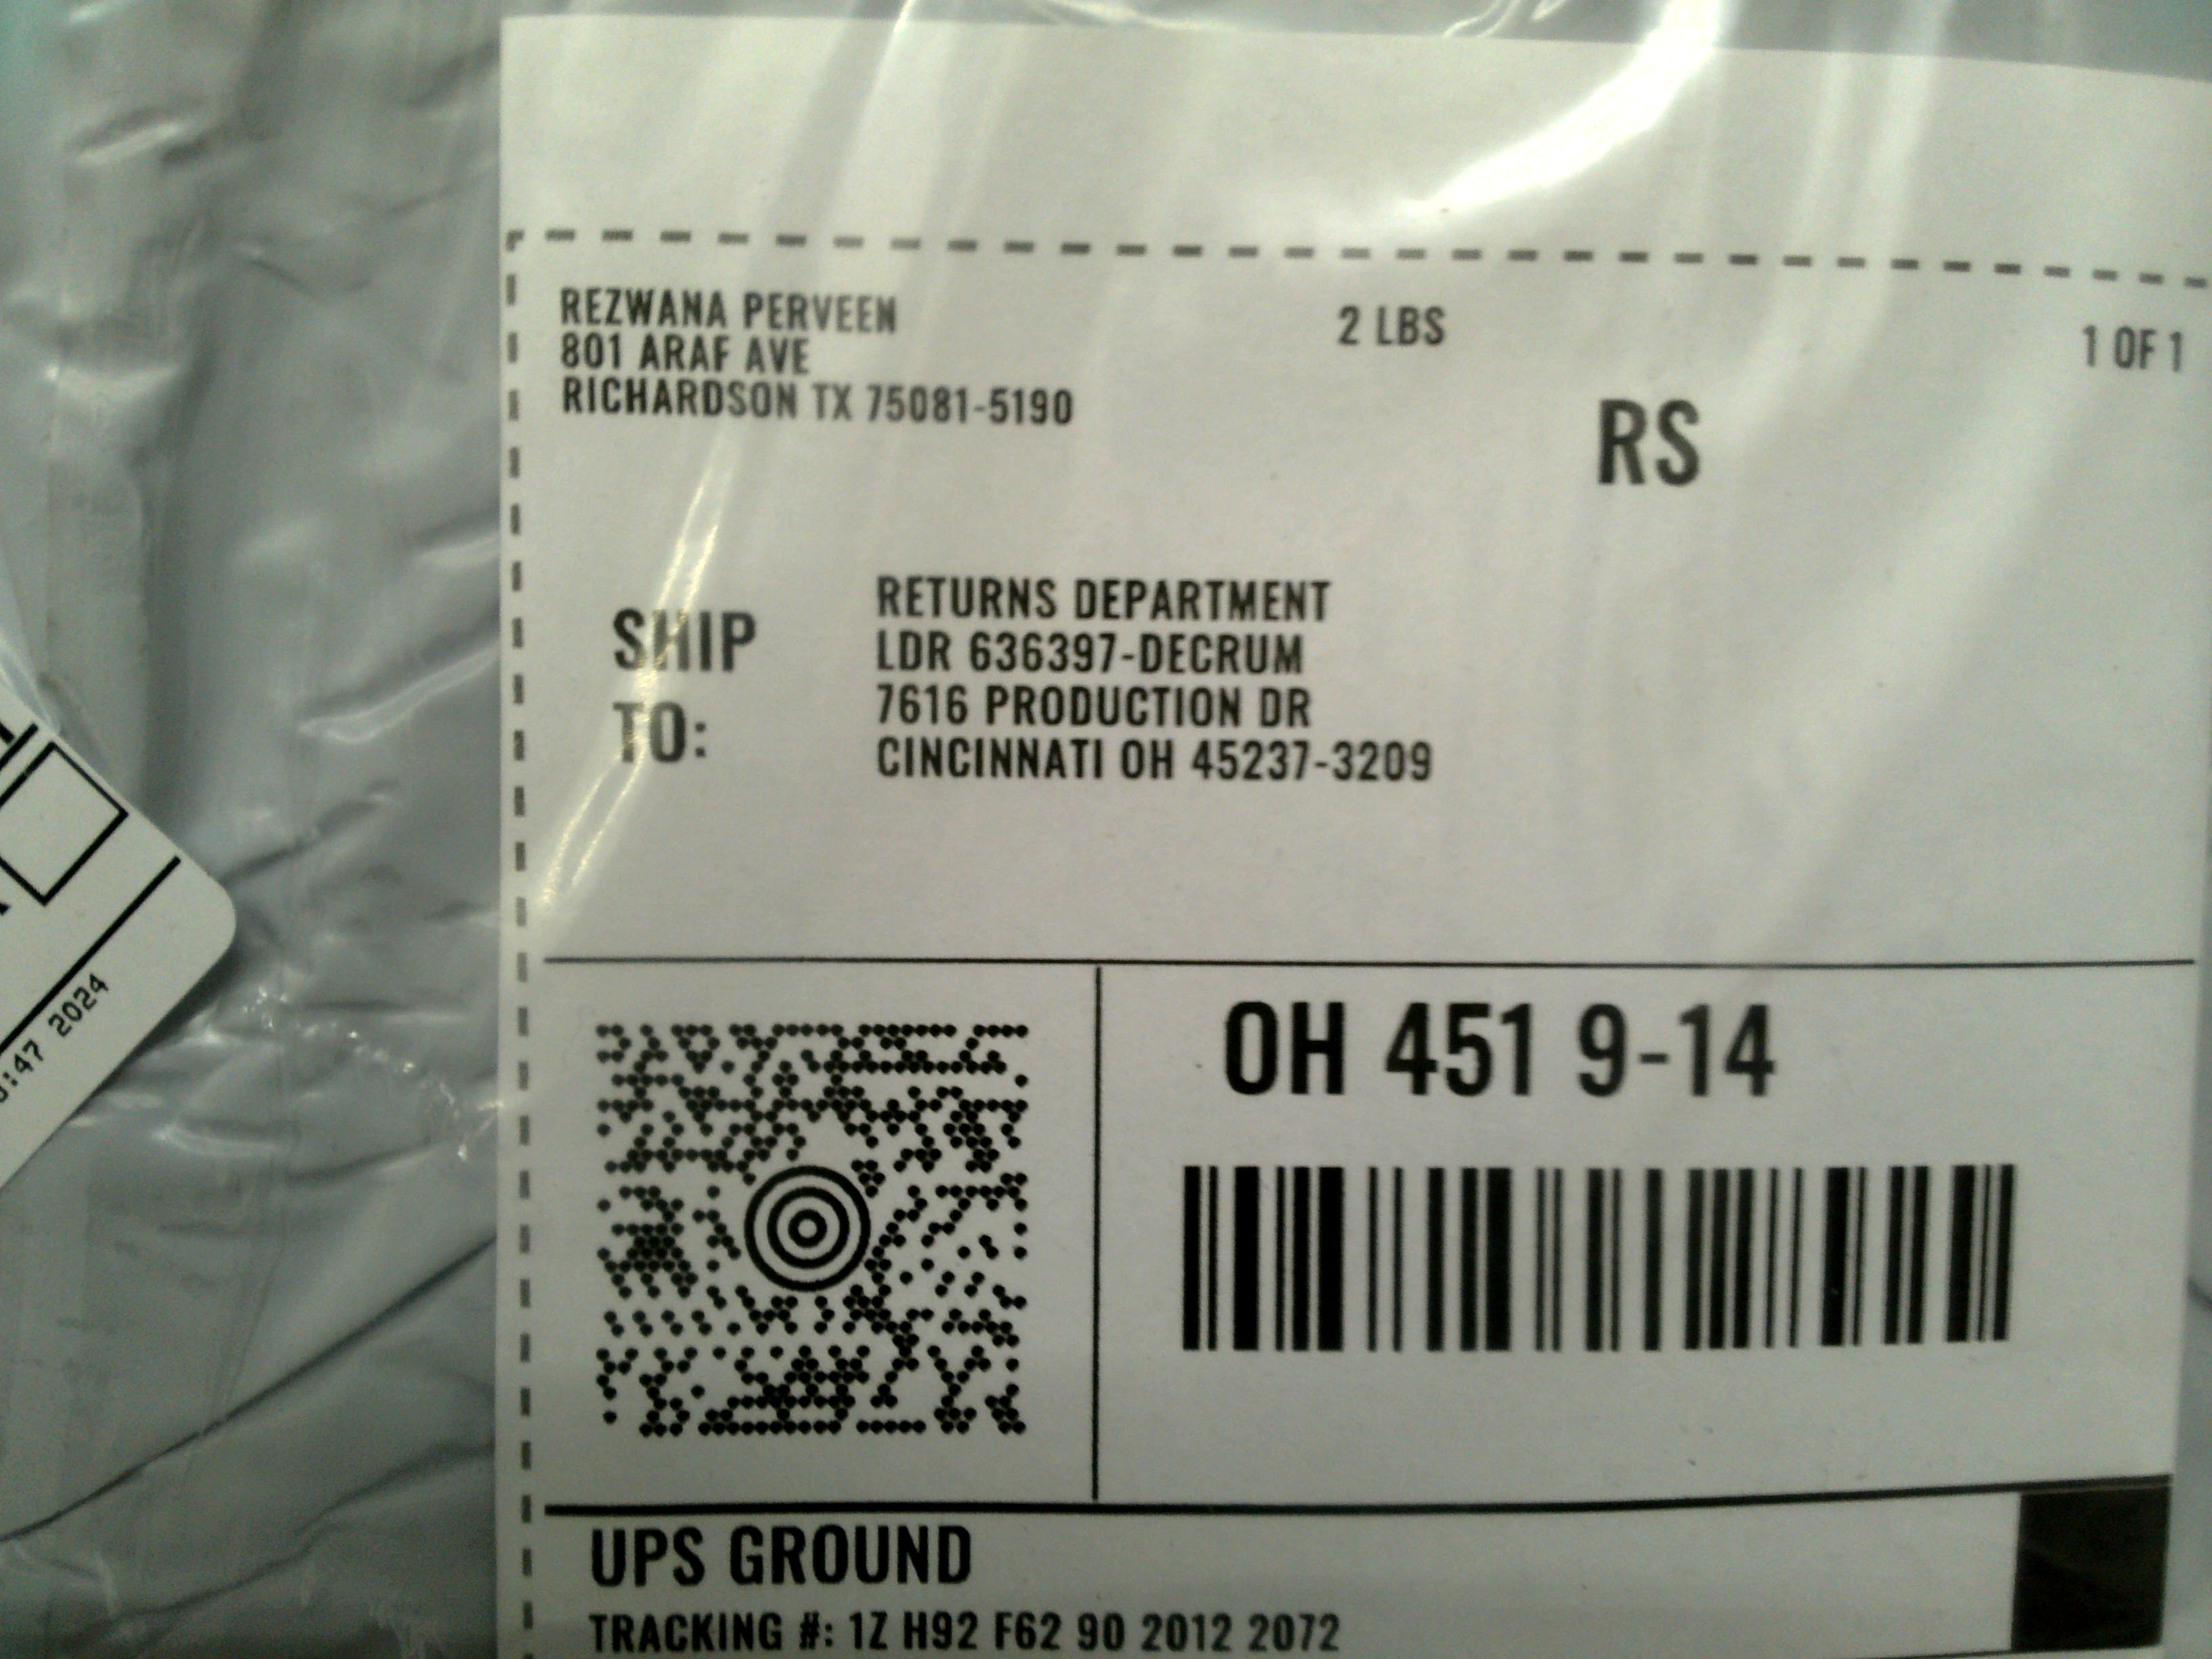 REZWANA PERVEEN
801 ARAF AVE
RICHARDSON TX 75081-5190
2 LBS
1 OF 1
RS
SHIP
TO:
RETURNS DEPARTMENT
LDR 636397-DECRUM
7616 PRODUCTION DR
CINCINNATI OH 45237-3209
OH 451 9-14
UPS GROUND
TRACKING #: 1Z H92 F62 90 2012 2072
:47 2024